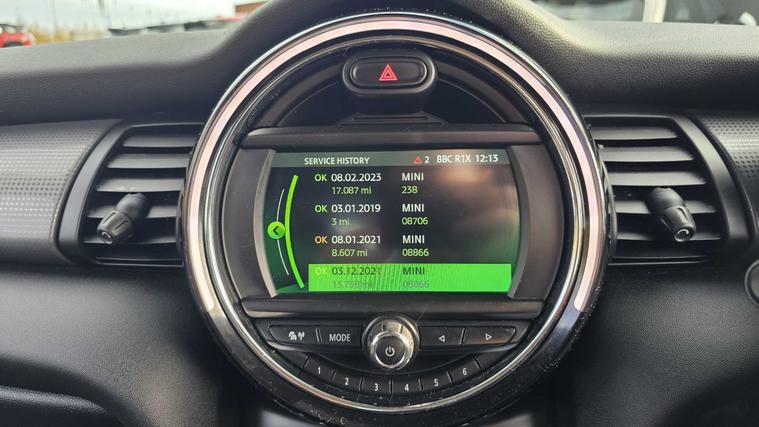 SERVICE HISTORY 2 BBC R1X 12:13
OK 08.02.2023 MINI
17.087 mi 238
OK 03.01.2019 MINI
3 mi 08706
OK 08.01.2021 MINI
8.607 mi 08866
OK 03.12.2021 MINI
13.738 mi 08866
MODE
1 2 3 4 5 6